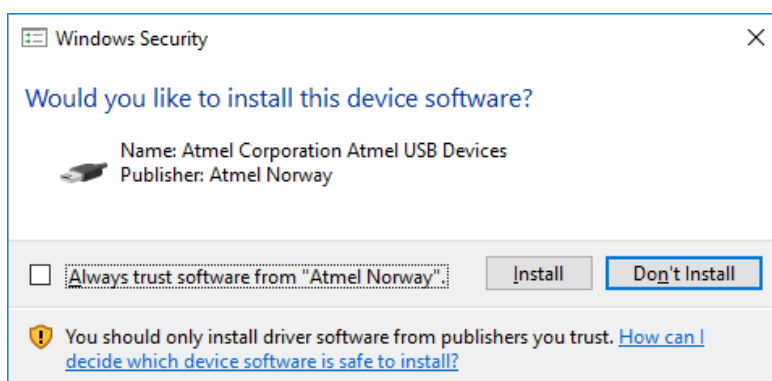 Windows Security
Would you like to install this device software?
Name: Atmel Corporation Atmel USB Devices
Publisher: Atmel Norway
Always trust software from "Atmel Norway".
Install
Don't Install
You should only install driver software from publishers you trust. How can I
decide which device software is safe to install?